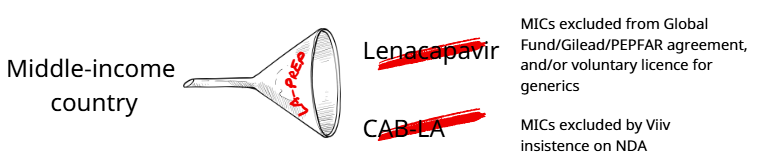 Middle-income
country
LA-PREP
Lenacapavir
MICs excluded from Global
Fund/Gilead/PEPFAR agreement,
and/or voluntary licence for
generics
CAB-LA
MICs excluded by Viiv
insistence on NDA